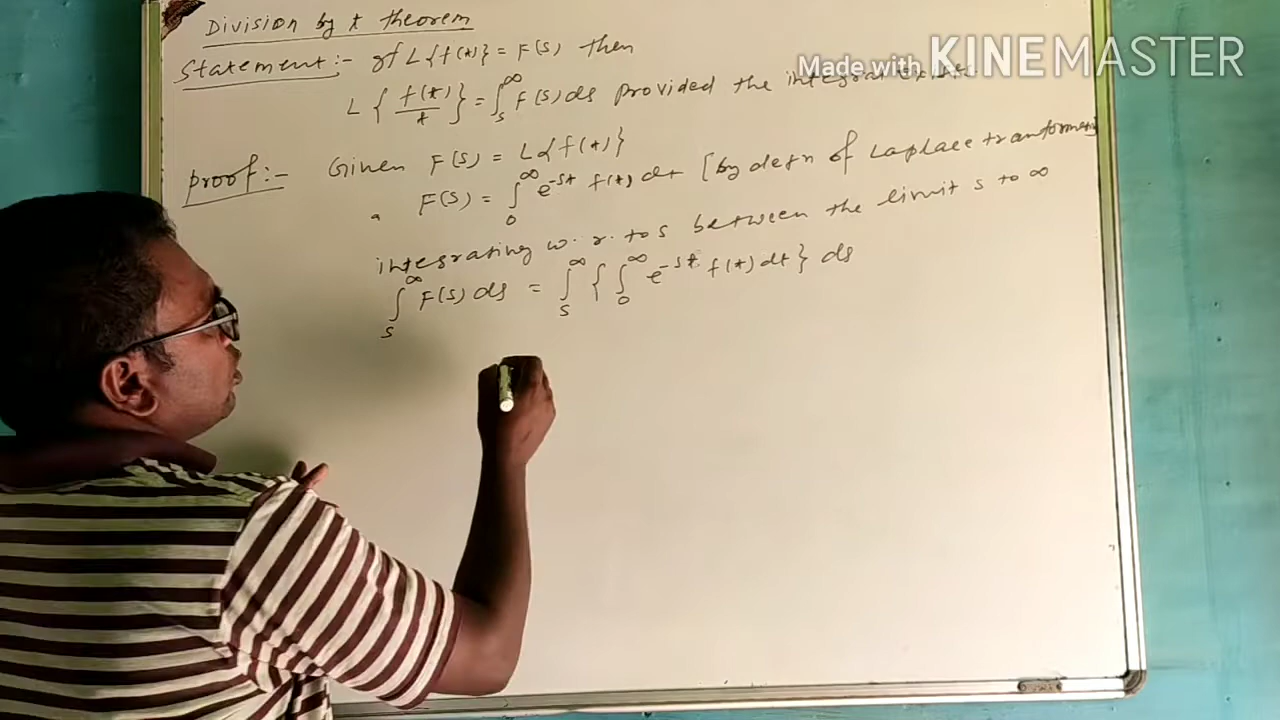 Division by t theorem
Statement:- If L{f(t)} = F(s) then
L{f(t)/t} = ∫_s^∞ F(s) ds provided the integral
Proof:- Given F(s) = L{f(t)}
F(s) = ∫_0^∞ e^-st f(t) dt [by defn of Laplace
integrating w.r. to s between the limit s to ∞
∫_s^∞ F(s) ds = ∫_s^∞ {∫_0^∞ e^-st f(t) dt} ds
Made with KINEMASTER